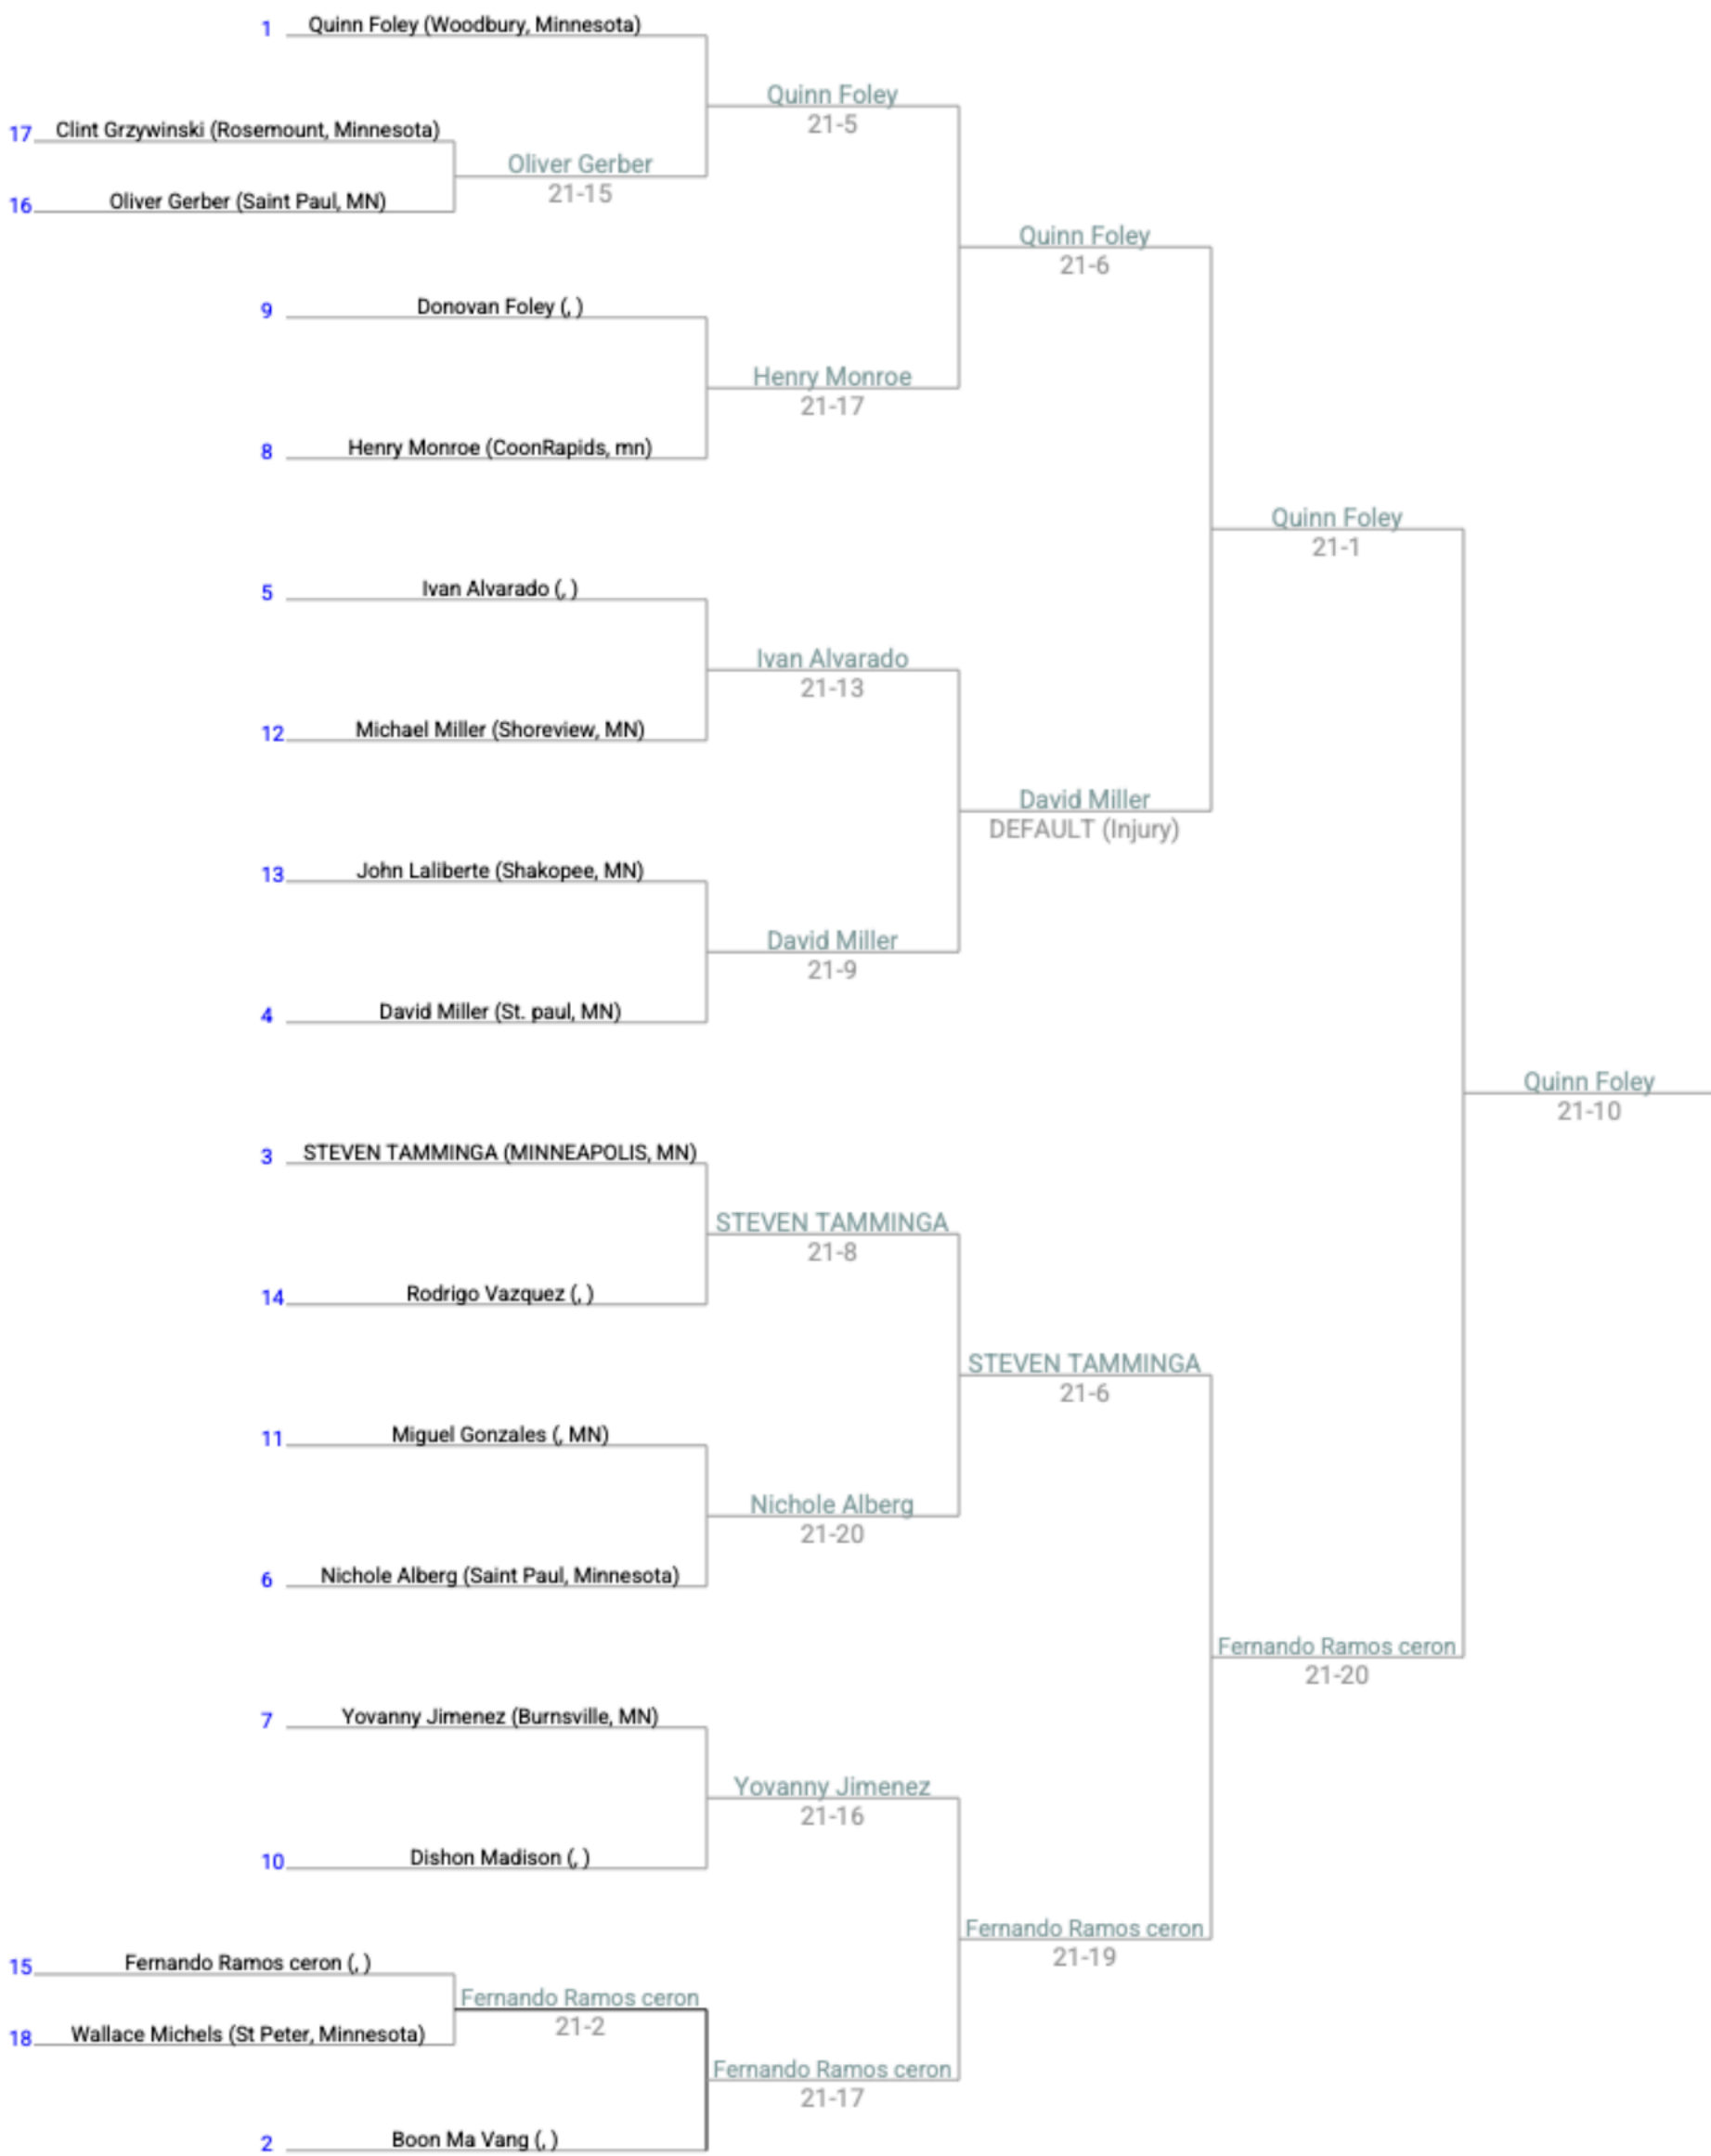 1 Quinn Foley (Woodbury, Minnesota)
Quinn Foley
21-5
17 Clint Grzywinski (Rosemount, Minnesota)
Oliver Gerber
21-15
16 Oliver Gerber (Saint Paul, MN)
Quinn Foley
21-6
9 Donovan Foley (, )
Henry Monroe
21-17
8 Henry Monroe (CoonRapids, mn)
Quinn Foley
21-1
5 Ivan Alvarado (, )
Ivan Alvarado
21-13
12 Michael Miller (Shoreview, MN)
David Miller
DEFAULT (Injury)
13 John Laliberte (Shakopee, MN)
David Miller
21-9
4 David Miller (St. paul, MN)
Quinn Foley
21-10
3 STEVEN TAMMINGA (MINNEAPOLIS, MN)
STEVEN TAMMINGA
21-8
14 Rodrigo Vazquez (, )
STEVEN TAMMINGA
21-6
11 Miguel Gonzales (, MN)
Nichole Alberg
21-20
6 Nichole Alberg (Saint Paul, Minnesota)
Fernando Ramos ceron
21-20
7 Yovanny Jimenez (Burnsville, MN)
Yovanny Jimenez
21-16
10 Dishon Madison (, )
Fernando Ramos ceron
21-19
15 Fernando Ramos ceron (, )
Fernando Ramos ceron
21-2
18 Wallace Michels (St Peter, Minnesota)
Fernando Ramos ceron
21-17
2 Boon Ma Vang (, )